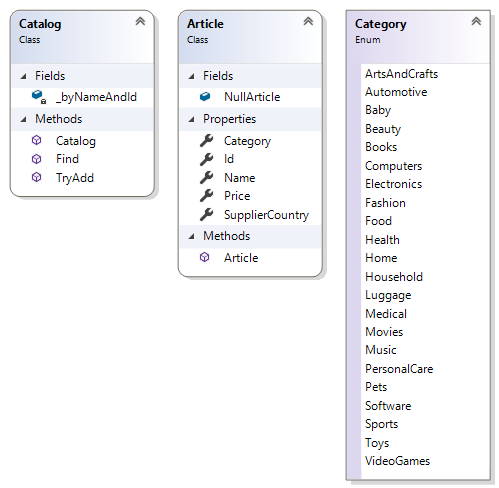 Catalog
Class
Fields
_byNameAndId
Methods
Catalog
Find
TryAdd
Article
Class
Fields
NullArticle
Properties
Category
Id
Name
Price
SupplierCountry
Methods
Article
Category
Enum
ArtsAndCrafts
Automotive
Baby
Beauty
Books
Computers
Electronics
Fashion
Food
Health
Home
Household
Luggage
Medical
Movies
Music
PersonalCare
Pets
Software
Sports
Toys
VideoGames